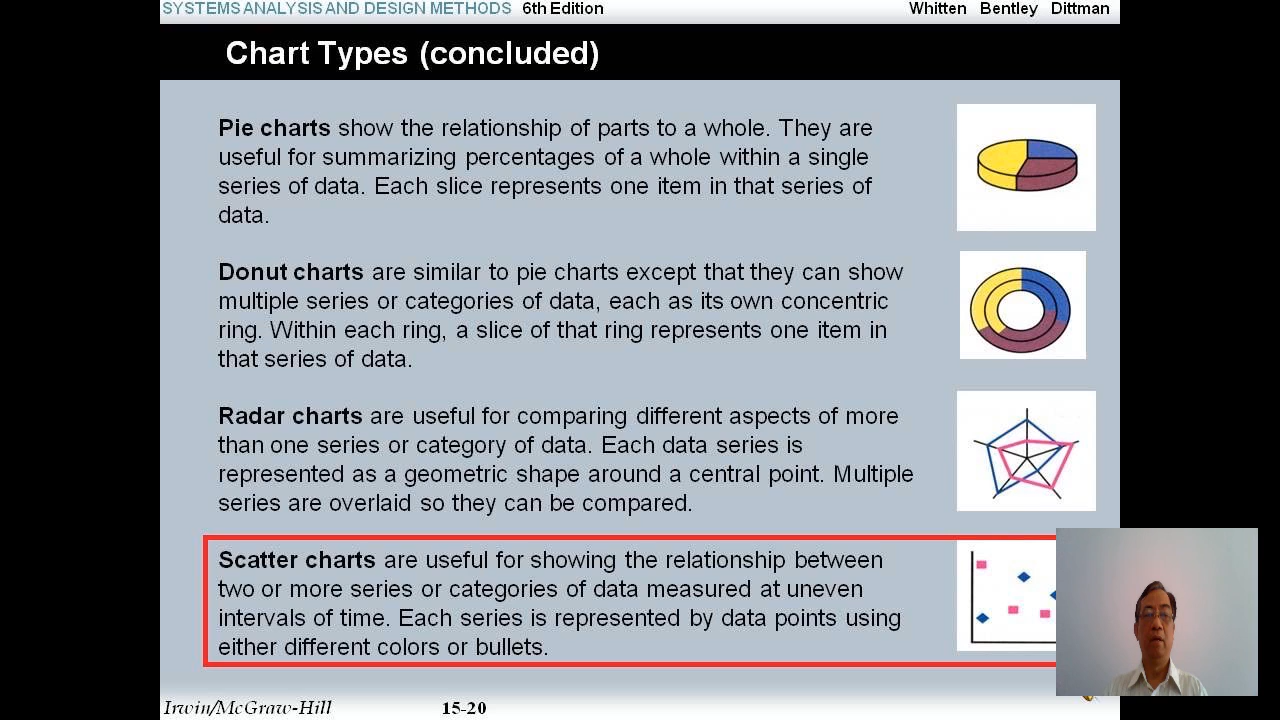 SYSTEMS ANALYSIS AND DESIGN METHODS 6th Edition Whitten Bentley Dittman
Chart Types (concluded)
Pie charts show the relationship of parts to a whole. They are
useful for summarizing percentages of a whole within a single
series of data. Each slice represents one item in that series of
data.
Donut charts are similar to pie charts except that they can show
multiple series or categories of data, each as its own concentric
ring. Within each ring, a slice of that ring represents one item in
that series of data.
Radar charts are useful for comparing different aspects of more
than one series or category of data. Each data series is
represented as a geometric shape around a central point. Multiple
series are overlaid so they can be compared.
Scatter charts are useful for showing the relationship between
two or more series or categories of data measured at uneven
intervals of time. Each series is represented by data points using
either different colors or bullets.
Irwin/McGraw-Hill 15-20